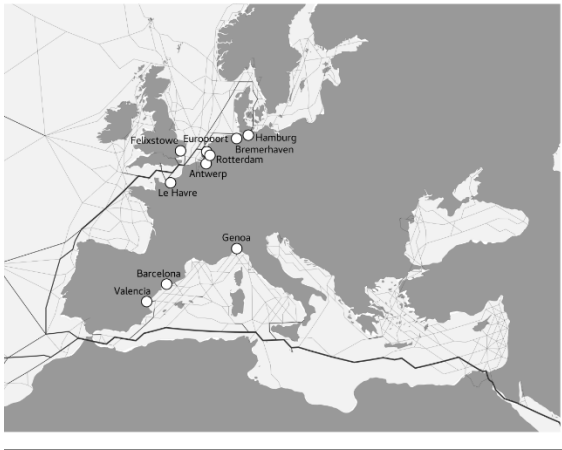 Felixstowe
Europoort
Hamburg
Bremerhaven
Rotterdam
Antwerp
Le Havre
Genoa
Barcelona
Valencia